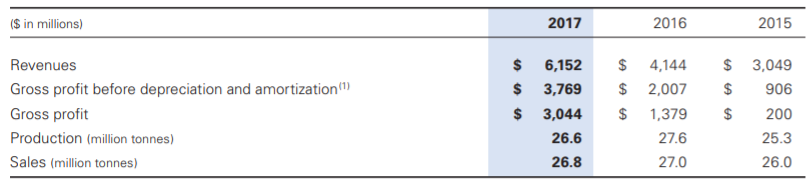 ($ in millions) 2017 2016 2015
Revenues $ 6,152 $ 4,144 $ 3,049
Gross profit before depreciation and amortization(1) $ 3,769 $ 2,007 $ 906
Gross profit $ 3,044 $ 1,379 $ 200
Production (million tonnes) 26.6 27.6 25.3
Sales (million tonnes) 26.8 27.0 26.0